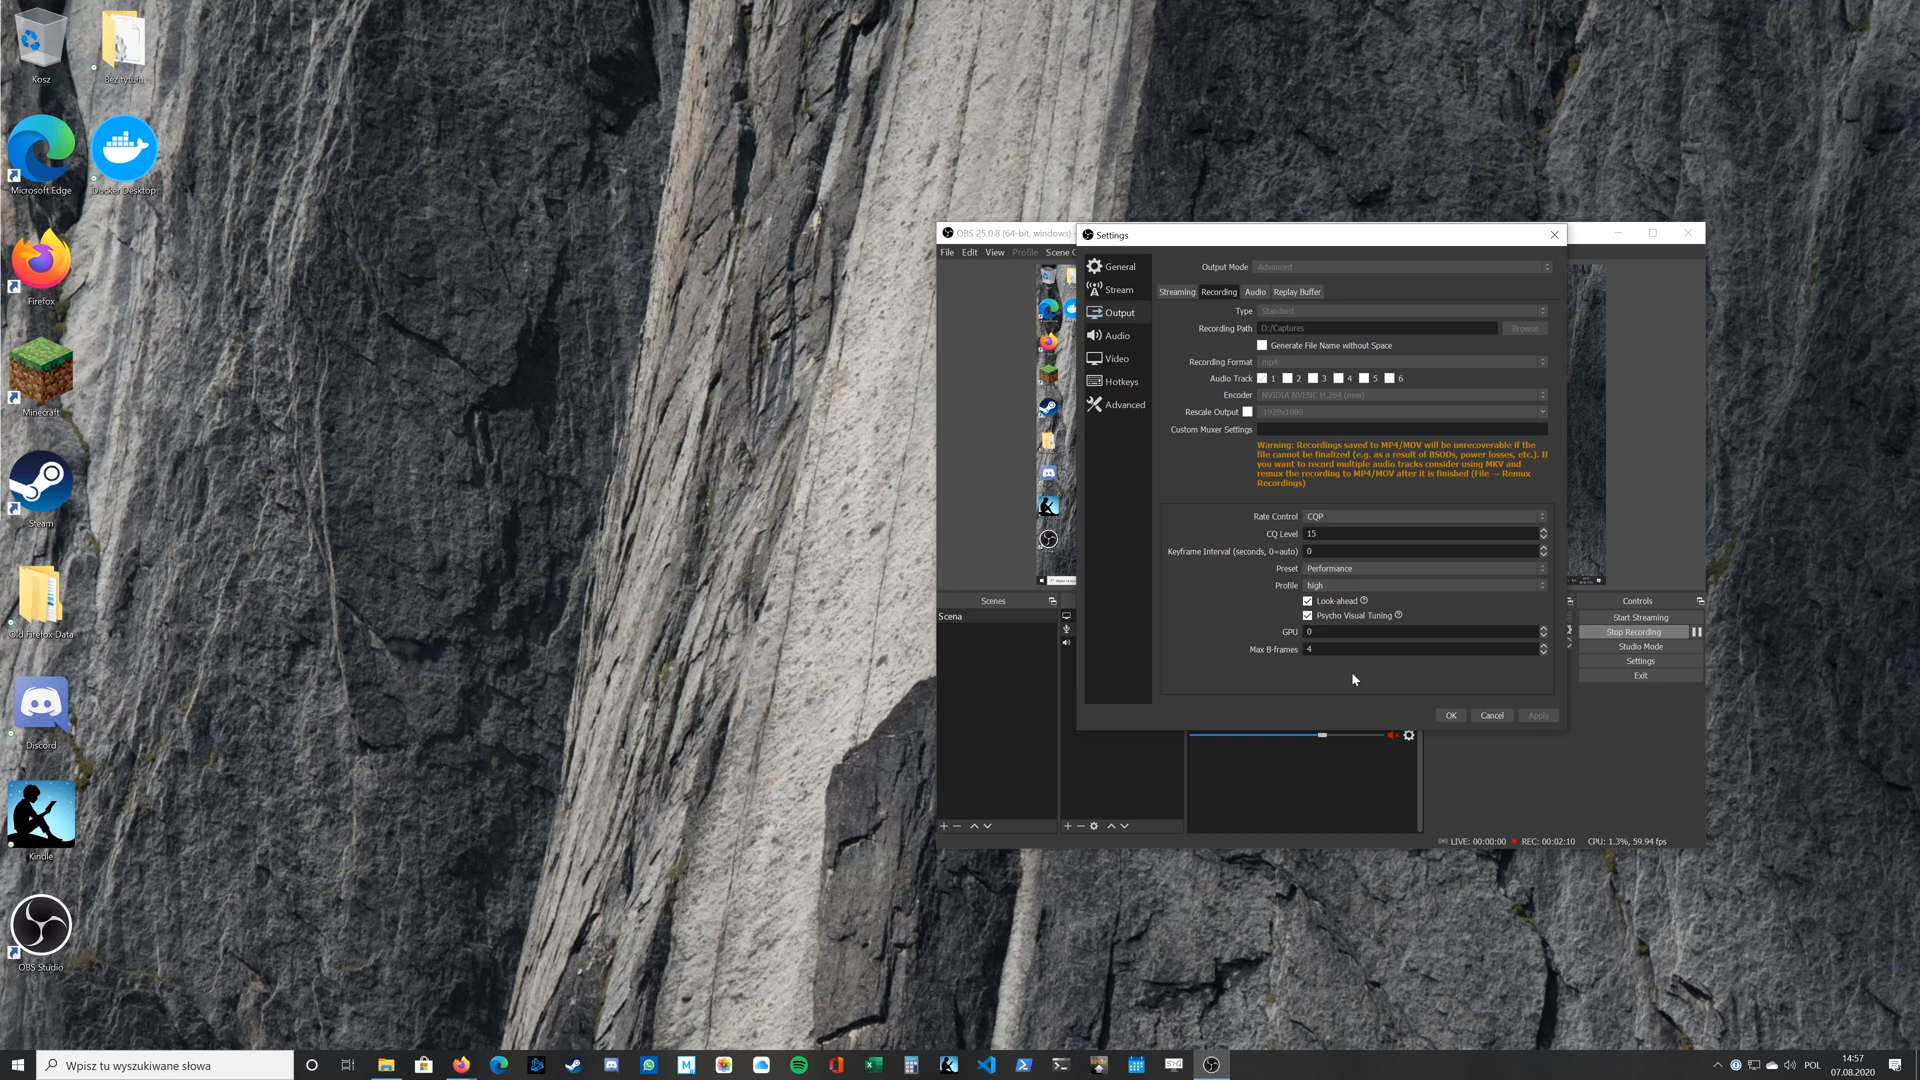 Kosz
Bez tytułu
Microsoft Edge
Docker Desktop
Firefox
Minecraft
Steam
Old Firefox Data
Discord
Kindle
OBS Studio
OBS 25.0.8 (64-bit, windows)
File Edit View Profile Scene
Settings
General
Stream
Output
Audio
Video
Hotkeys
Advanced
Output Mode Advanced
Streaming Recording Audio Replay Buffer
Type Standard
Recording Path D:/Captures Browse
Generate File Name without Space
Recording Format mp4
Audio Track 1 2 3 4 5 6
Encoder NVIDIA NVENC H.264 (new)
Rescale Output 1920x1080
Custom Muxer Settings
Warning: Recordings saved to MP4/MOV will be unrecoverable if the
file cannot be finalized (e.g. as a result of BSODs, power losses, etc.). If
you want to record multiple audio tracks consider using MKV and
remux the recording to MP4/MOV after it is finished (File → Remux
Recordings)
Rate Control CQP
CQ Level 15
Keyframe Interval (seconds, 0=auto) 0
Preset Performance
Profile high
Look-ahead
Psycho Visual Tuning
GPU 0
Max B-frames 4
OK Cancel Apply
Scenes
Scena
Controls
Start Streaming
Stop Recording
Studio Mode
Settings
Exit
LIVE: 00:00:00 REC: 00:02:10 CPU: 1.3%, 59.94 fps
Wpisz tu wyszukiwane słowa
POL
14:57
07.08.2020